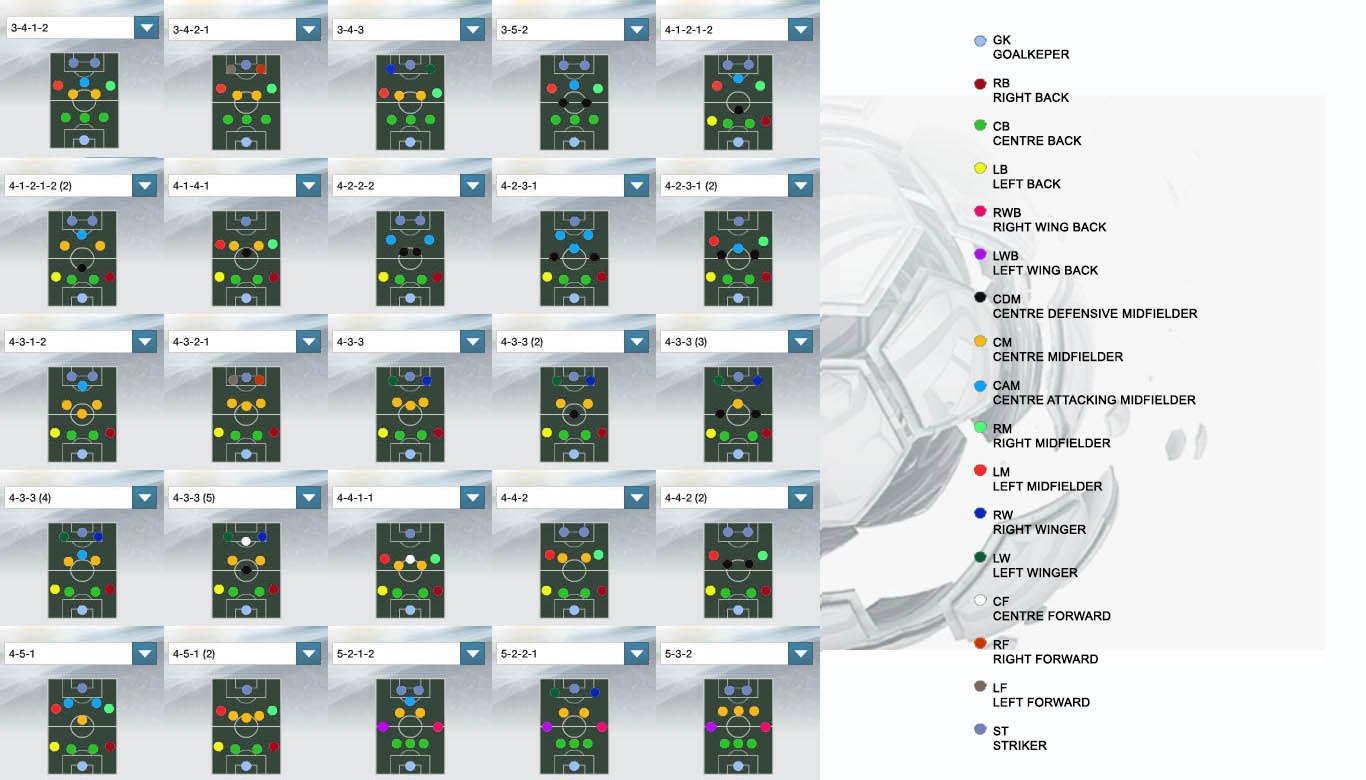 3-4-1-2
3-4-2-1
3-4-3
3-5-2
4-1-2-1-2
4-1-2-1-2 (2)
4-1-4-1
4-2-2-2
4-2-3-1
4-2-3-1 (2)
4-3-1-2
4-3-2-1
4-3-3
4-3-3 (2)
4-3-3 (3)
4-3-3 (4)
4-3-3 (5)
4-4-1-1
4-4-2
4-4-2 (2)
4-5-1
4-5-1 (2)
5-2-1-2
5-2-2-1
5-3-2
GK
GOALKEPER
RB
RIGHT BACK
CB
CENTRE BACK
LB
LEFT BACK
RWB
RIGHT WING BACK
LWB
LEFT WING BACK
CDM
CENTRE DEFENSIVE MIDFIELDER
CM
CENTRE MIDFIELDER
CAM
CENTRE ATTACKING MIDFIELDER
RM
RIGHT MIDFIELDER
LM
LEFT MIDFIELDER
RW
RIGHT WINGER
LW
LEFT WINGER
CF
CENTRE FORWARD
RF
RIGHT FORWARD
LF
LEFT FORWARD
ST
STRIKER